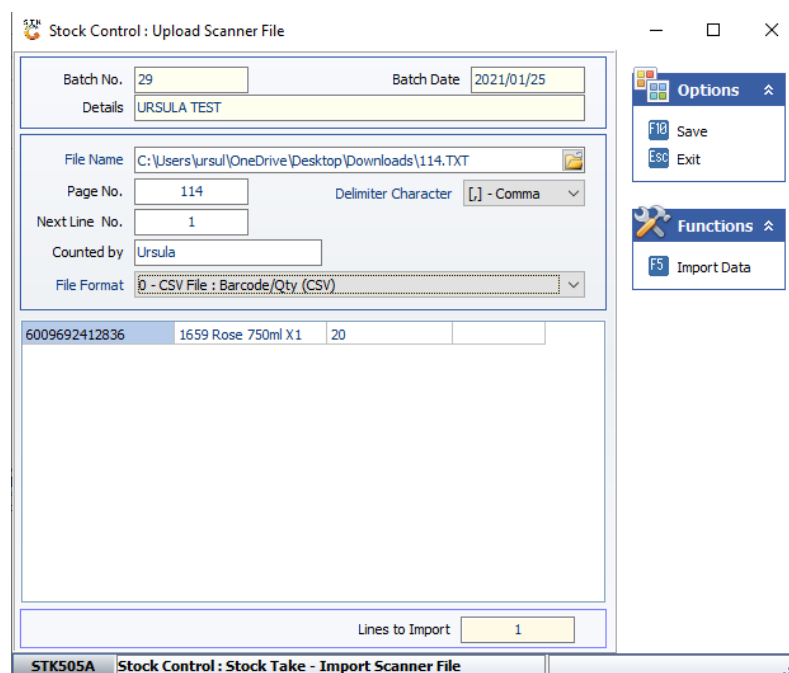 STK
Stock Control : Upload Scanner File
Batch No. 29 Batch Date 2021/01/25
Details URSULA TEST
File Name C:\Users\ursul\OneDrive\Desktop\Downloads\114.TXT
Page No. 114 Delimiter Character [,] - Comma
Next Line No. 1
Counted by Ursula
File Format 0 - CSV File : Barcode/Qty (CSV)
6009692412836 1659 Rose 750ml X1 20
Lines to Import 1
Options
F10 Save
Esc Exit
Functions
F5 Import Data
STK505A Stock Control : Stock Take - Import Scanner File